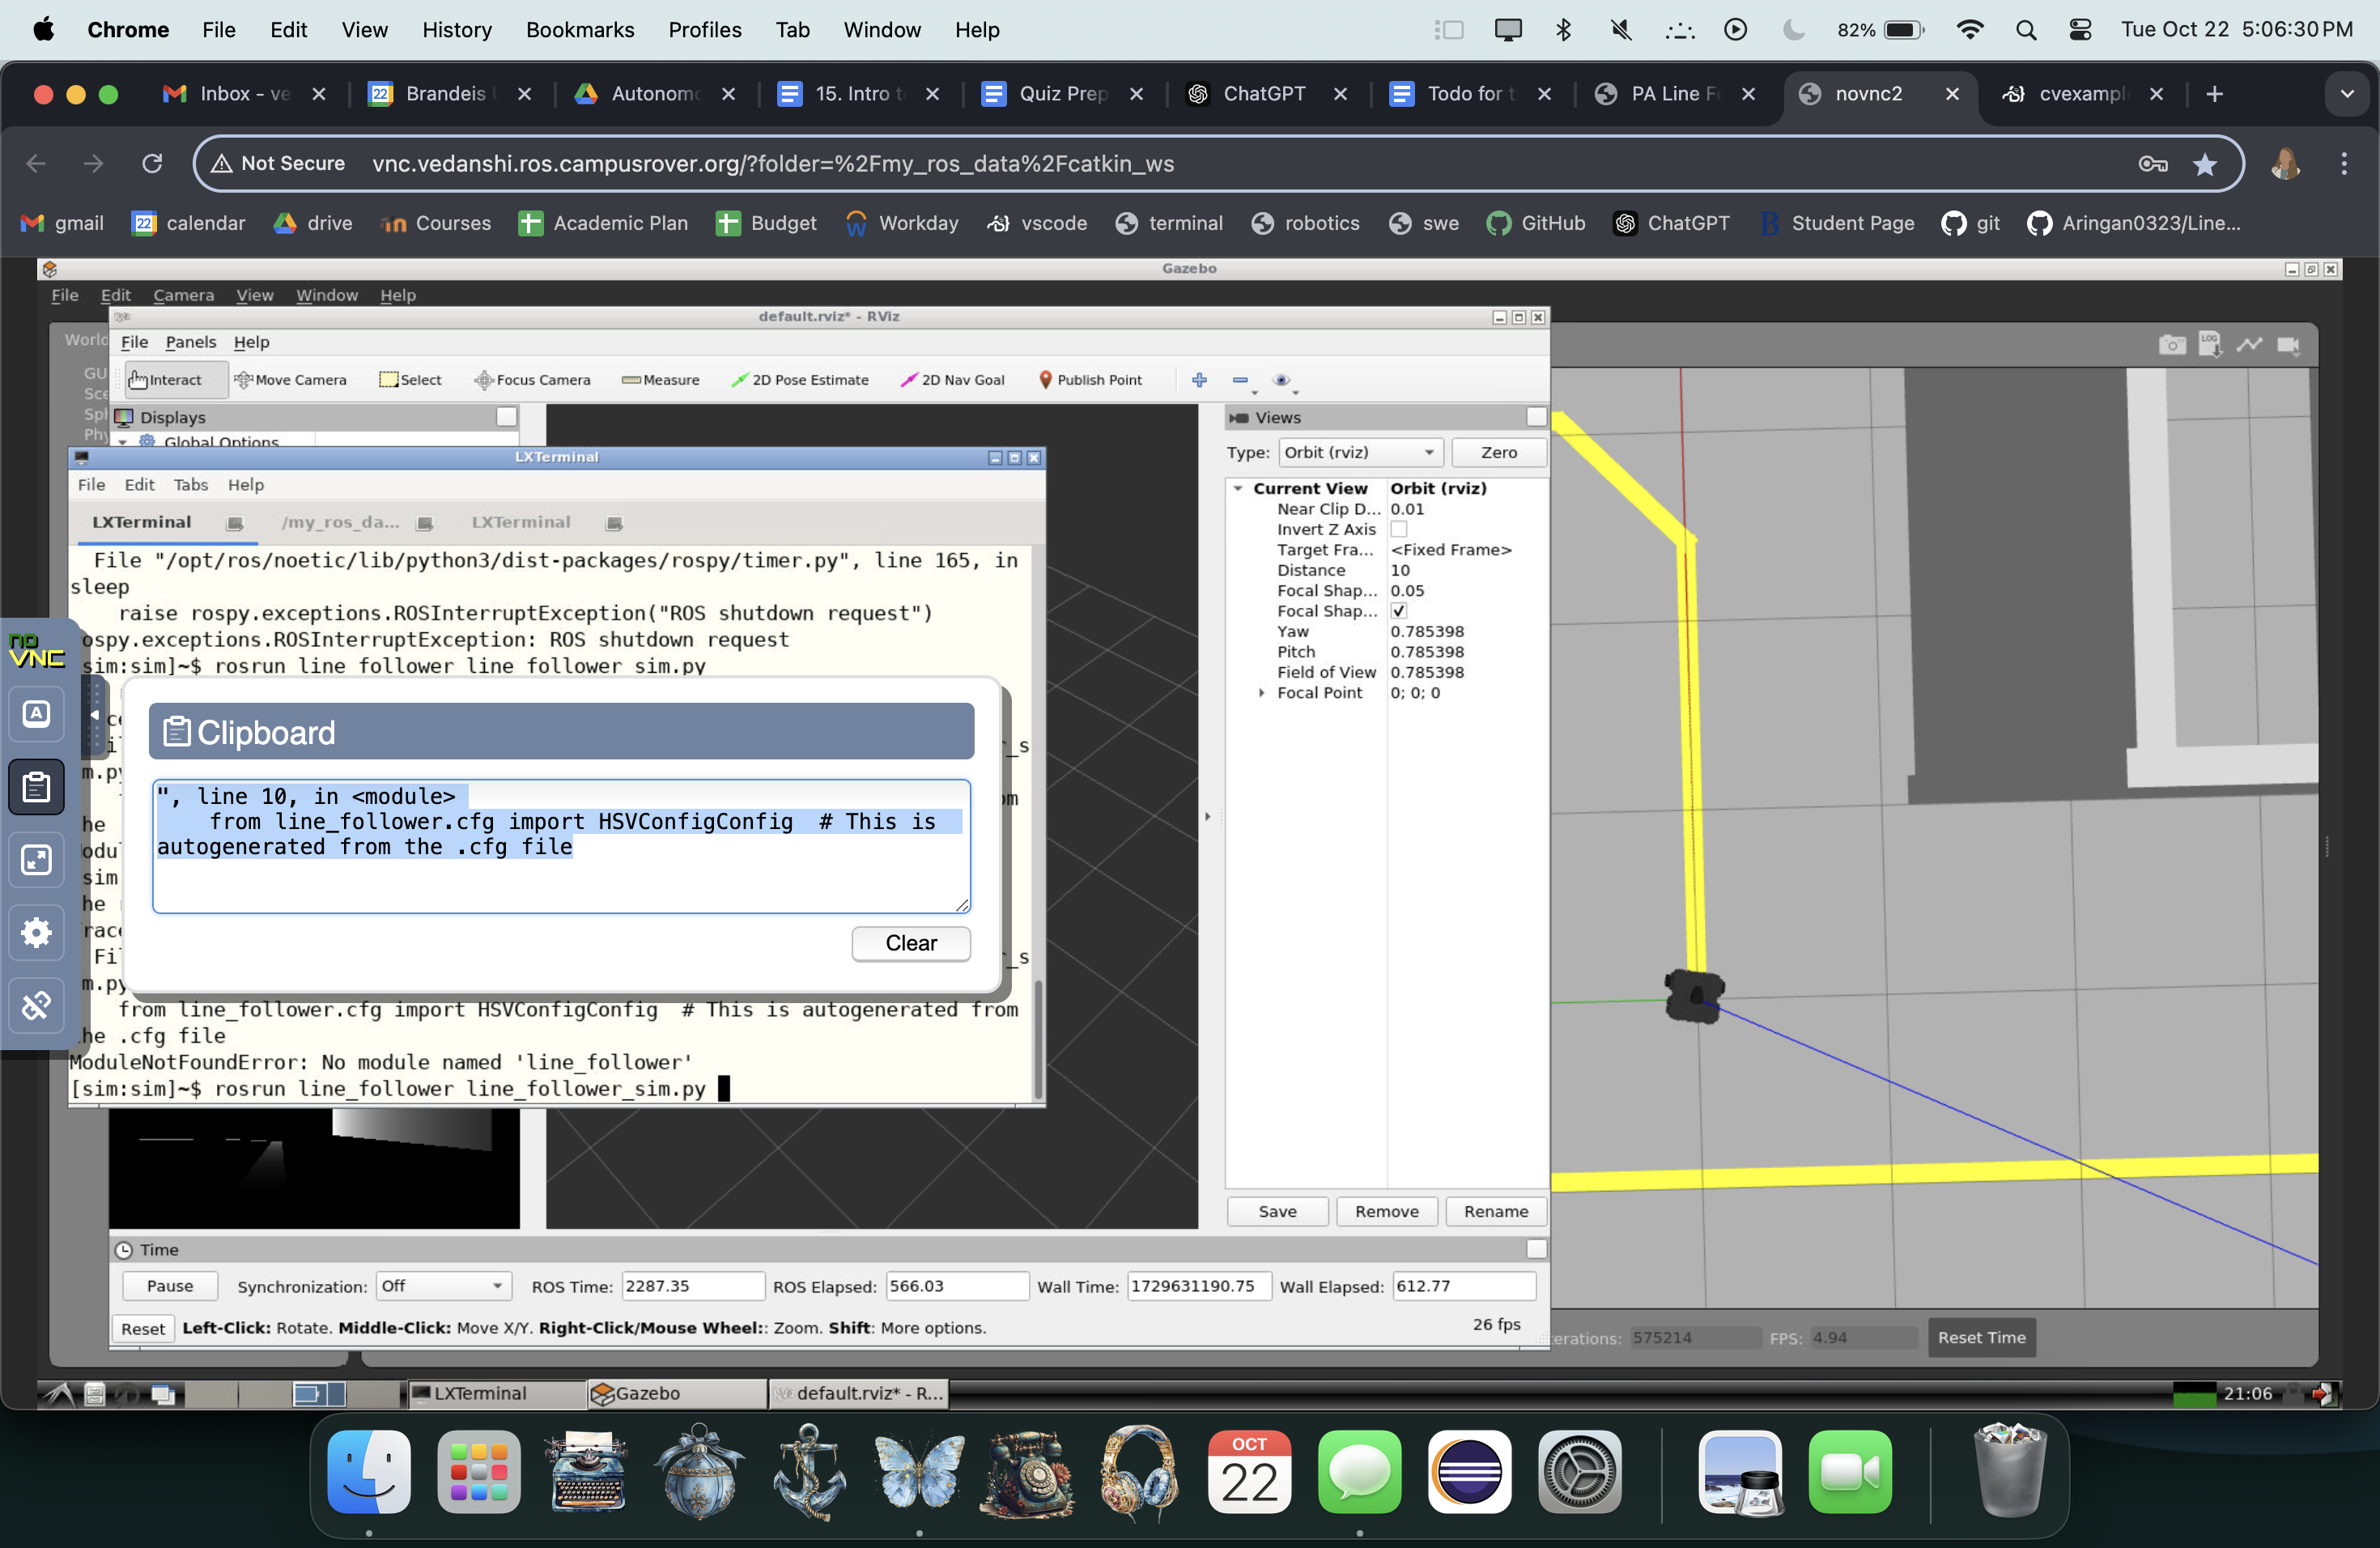 Chrome File Edit View History Bookmarks Profiles Tab Window Help 82% Tue Oct 22 5:06:30 PM
Inbox - ve Brandeis Autonomo 15. Intro t Quiz Prep ChatGPT Todo for t PA Line Fo novnc2 cvexampl
Not Secure vnc.vedanshi.ros.campusrover.org/?folder=%2Fmy_ros_data%2Fcatkin_ws
gmail calendar drive Courses Academic Plan Budget Workday vscode terminal robotics swe GitHub ChatGPT Student Page git Aringan0323/Line...
Gazebo
File Edit Camera View Window Help
default.rviz* - RViz
World
File Panels Help
GU
Interact Move Camera Select Focus Camera Measure 2D Pose Estimate 2D Nav Goal Publish Point
Sce
Sph
Displays
Views
Phy
Global Options
Type: Orbit (rviz) Zero
LXTerminal
File Edit Tabs Help
Current View Orbit (rviz)
Near Clip D... 0.01
Invert Z Axis
Target Fra... <Fixed Frame>
Distance 10
Focal Shap... 0.05
Focal Shap...
Yaw 0.785398
Pitch 0.785398
Field of View 0.785398
Focal Point 0; 0; 0
LXTerminal /my_ros_da... LXTerminal
File "/opt/ros/noetic/lib/python3/dist-packages/rospy/timer.py", line 165, in
sleep
raise rospy.exceptions.ROSInterruptException("ROS shutdown request")
ospy.exceptions.ROSInterruptException: ROS shutdown request
sim:sim]~$ rosrun line_follower line_follower_sim.py
no
VNC
Clipboard
", line 10, in <module>
from line_follower.cfg import HSVConfigConfig # This is
autogenerated from the .cfg file
Clear
from line_follower.cfg import HSVConfigConfig # This is autogenerated from
he .cfg file
ModuleNotFoundError: No module named 'line_follower'
[sim:sim]~$ rosrun line_follower line_follower_sim.py
Save Remove Rename
Time
Pause Synchronization: Off ROS Time: 2287.35 ROS Elapsed: 566.03 Wall Time: 1729631190.75 Wall Elapsed: 612.77
Reset Left-Click: Rotate. Middle-Click: Move X/Y. Right-Click/Mouse Wheel:: Zoom. Shift: More options. 26 fps
erations: 575214 FPS: 4.94 Reset Time
LXTerminal Gazebo default.rviz* - R... 21:06
OCT
22